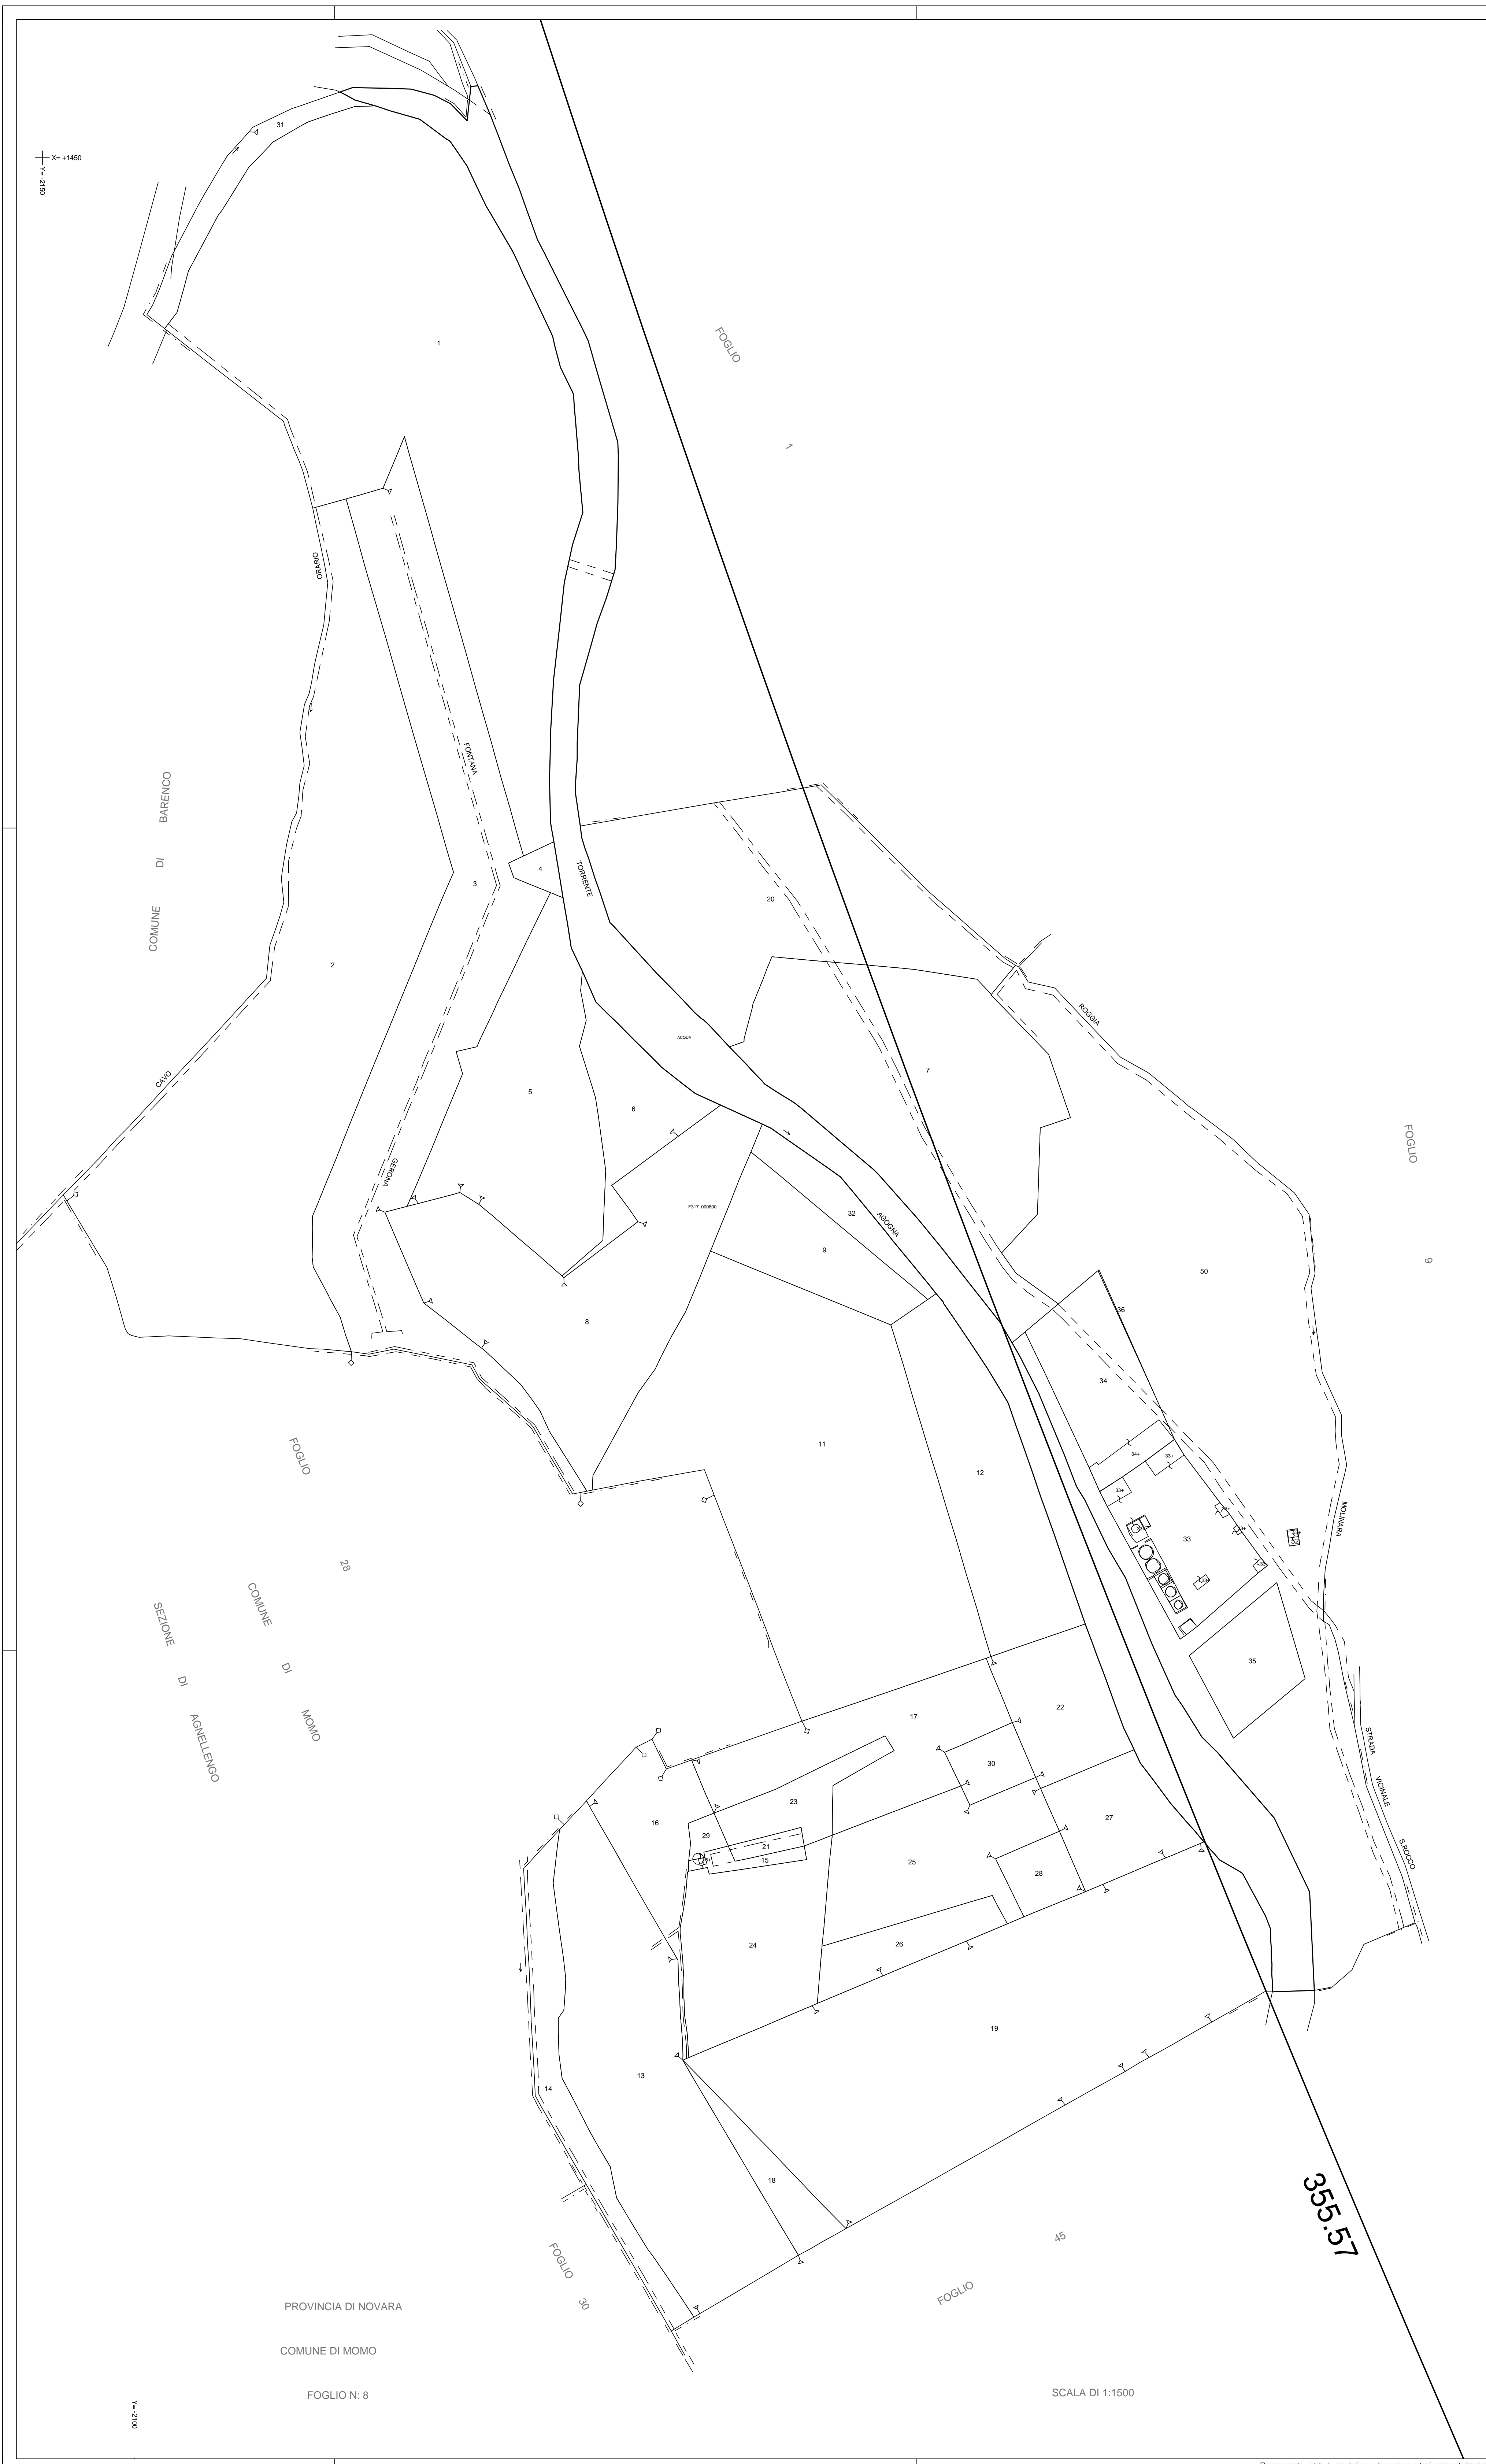 31
X= +1450
Y= -2150
1
FOGLIO
1
ORARIO
FONTANA
COMUNE DI BARENCO
4
TORRENTE
3
20
2
ROGGIA
ACQUA
7
CAVO
5
6
FOGLIO
9
GERONA
F317_000800
32
AGOGNA
9
50
36
8
34
11
FOGLIO
28
34+
33+
12
33+
33
MOLINARA
COMUNE DI MOMO
SEZIONE DI AGNELLENGO
35
17
22
STRADA VICINALE S.ROCCO
30
23
16
27
29
21
15
25
28
24
26
19
13
14
18
355.57
45
FOGLIO
FOGLIO
30
PROVINCIA DI NOVARA
COMUNE DI MOMO
FOGLIO N: 8
SCALA DI 1:1500
Y= -2100